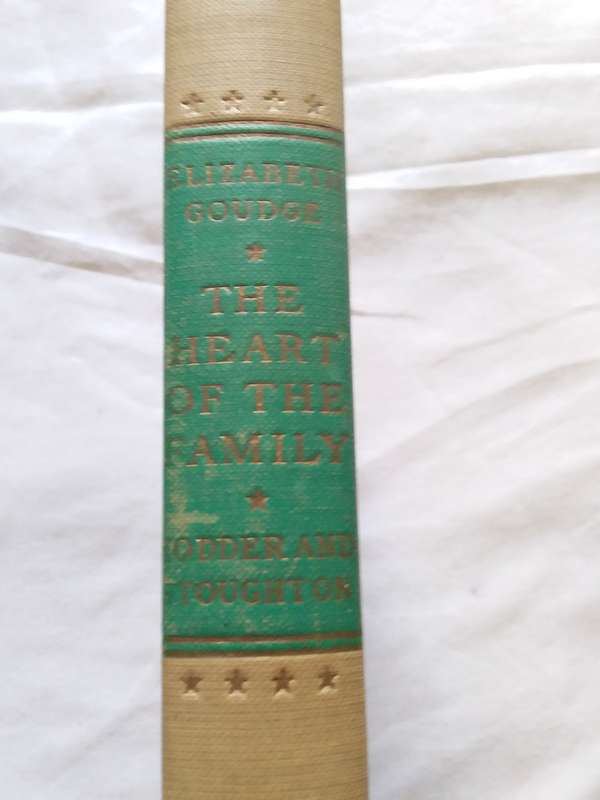 ELIZABETH
GOUDGE
THE
HEART
OF THE
FAMILY
HODDER AND
STOUGHTON